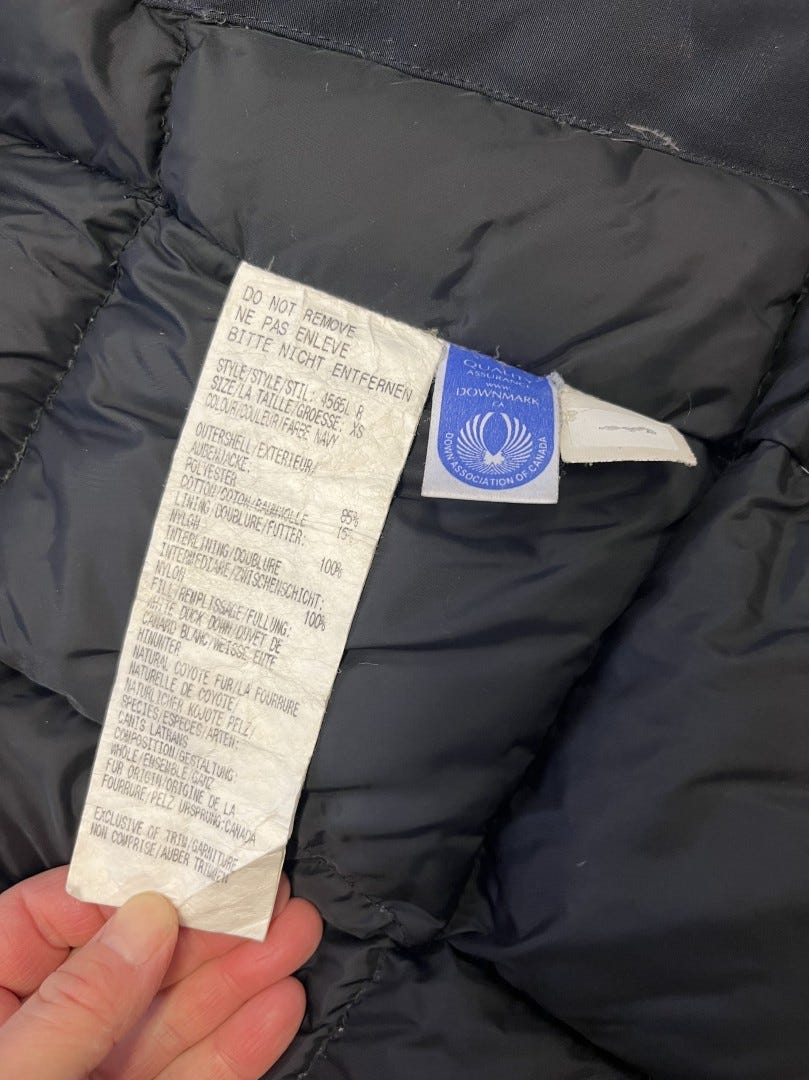 DO NOT REMOVE
NE PAS ENLEVE
BITTE NICHT ENTFERNEN
STYLE/STYLE/STIL: 4565L R
SIZE/LA TAILLE/GROESSE: XS
COLOUR/COULEUR/FARBE NAVY
OUTERSHELL/EXTERIEUR/
AUßENJACKE:
POLYESTER 85%
COTTON/COTON/BAUMWOLLE 15%
LINING/DOUBLURE/FUTTER:
NYLON 100%
INTERLINING/DOUBLURE
INTERMEDIARE/ZWISCHENSCHICHT:
NYLON 100%
FILL/REMPLISSAGE/FULLUNG:
WHITE DUCK DOWN/DUVET DE
CANARD BLANC/WEISSE ENTE
NATURAL COYOTE FUR/LA FOURRURE
NATURELLE DE COYOTE/
NATURLICHER KOJOTE PELZ/
SPECIES/ESPECES/ARTEN:
CANIS LATRANS
COMPOSITION/GESTALTUNG:
WHOLE/ENSEMBLE/GANZ
FUR ORIGIN/ORIGINE DE LA
FOURRURE/PELZ URSPRUNG:CANADA
EXCLUSIVE OF TRIM/GARNITURE
NON COMPRISE/AUBER TRIMMEN
QUALITY
ASSURANCE
www.
DOWNMARK
.CA
DOWN ASSOCIATION OF CANADA